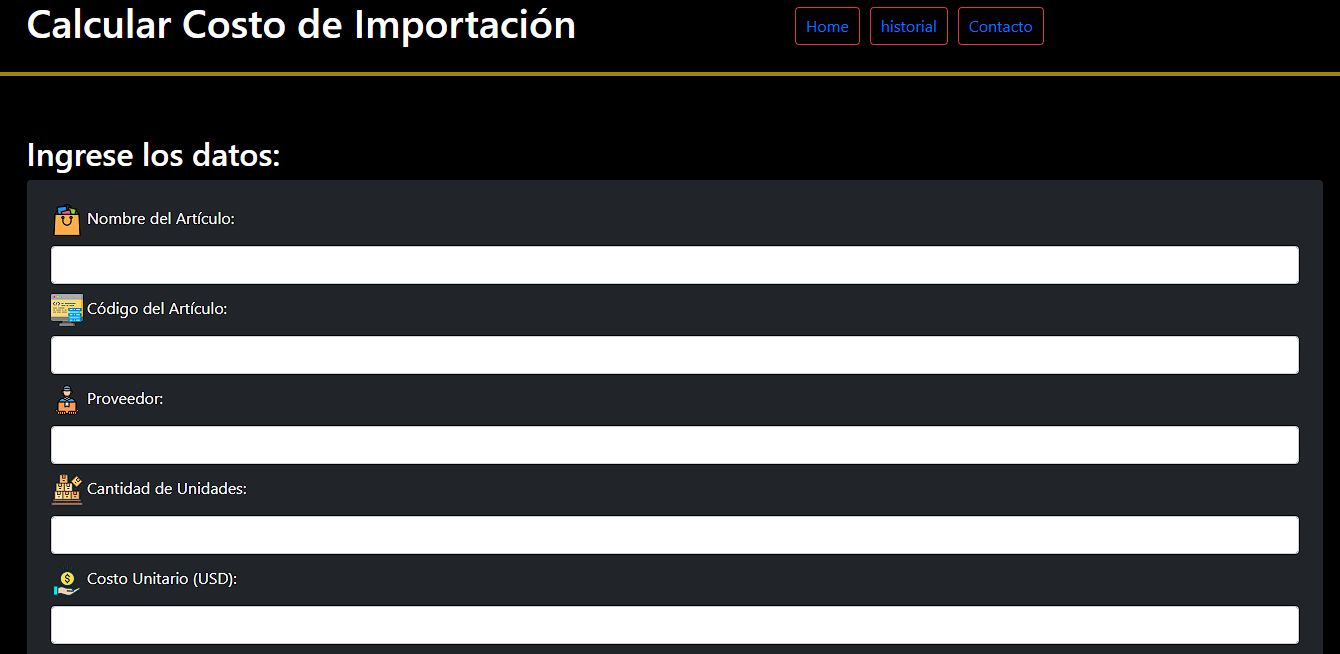 Calcular Costo de Importación
Home
historial
Contacto
Ingrese los datos:
Nombre del Artículo:
Código del Artículo:
Proveedor:
Cantidad de Unidades:
Costo Unitario (USD):